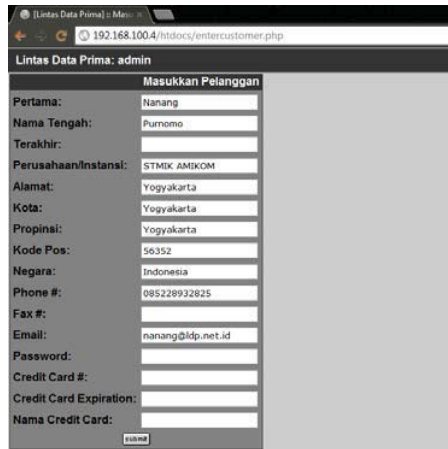 [Lintas Data Prima] :: Masu
192.168.100.4/htdocs/entercustomer.php
Lintas Data Prima: admin
Masukkan Pelanggan
Pertama: Nanang
Nama Tengah: Purnomo
Terakhir:
Perusahaan/Instansi: STMIK AMIKOM
Alamat: Yogyakarta
Kota: Yogyakarta
Propinsi: Yogyakarta
Kode Pos: 56352
Negara: Indonesia
Phone #: 085228932825
Fax #:
Email: nanang@ldp.net.id
Password:
Credit Card #:
Credit Card Expiration:
Nama Credit Card:
submit